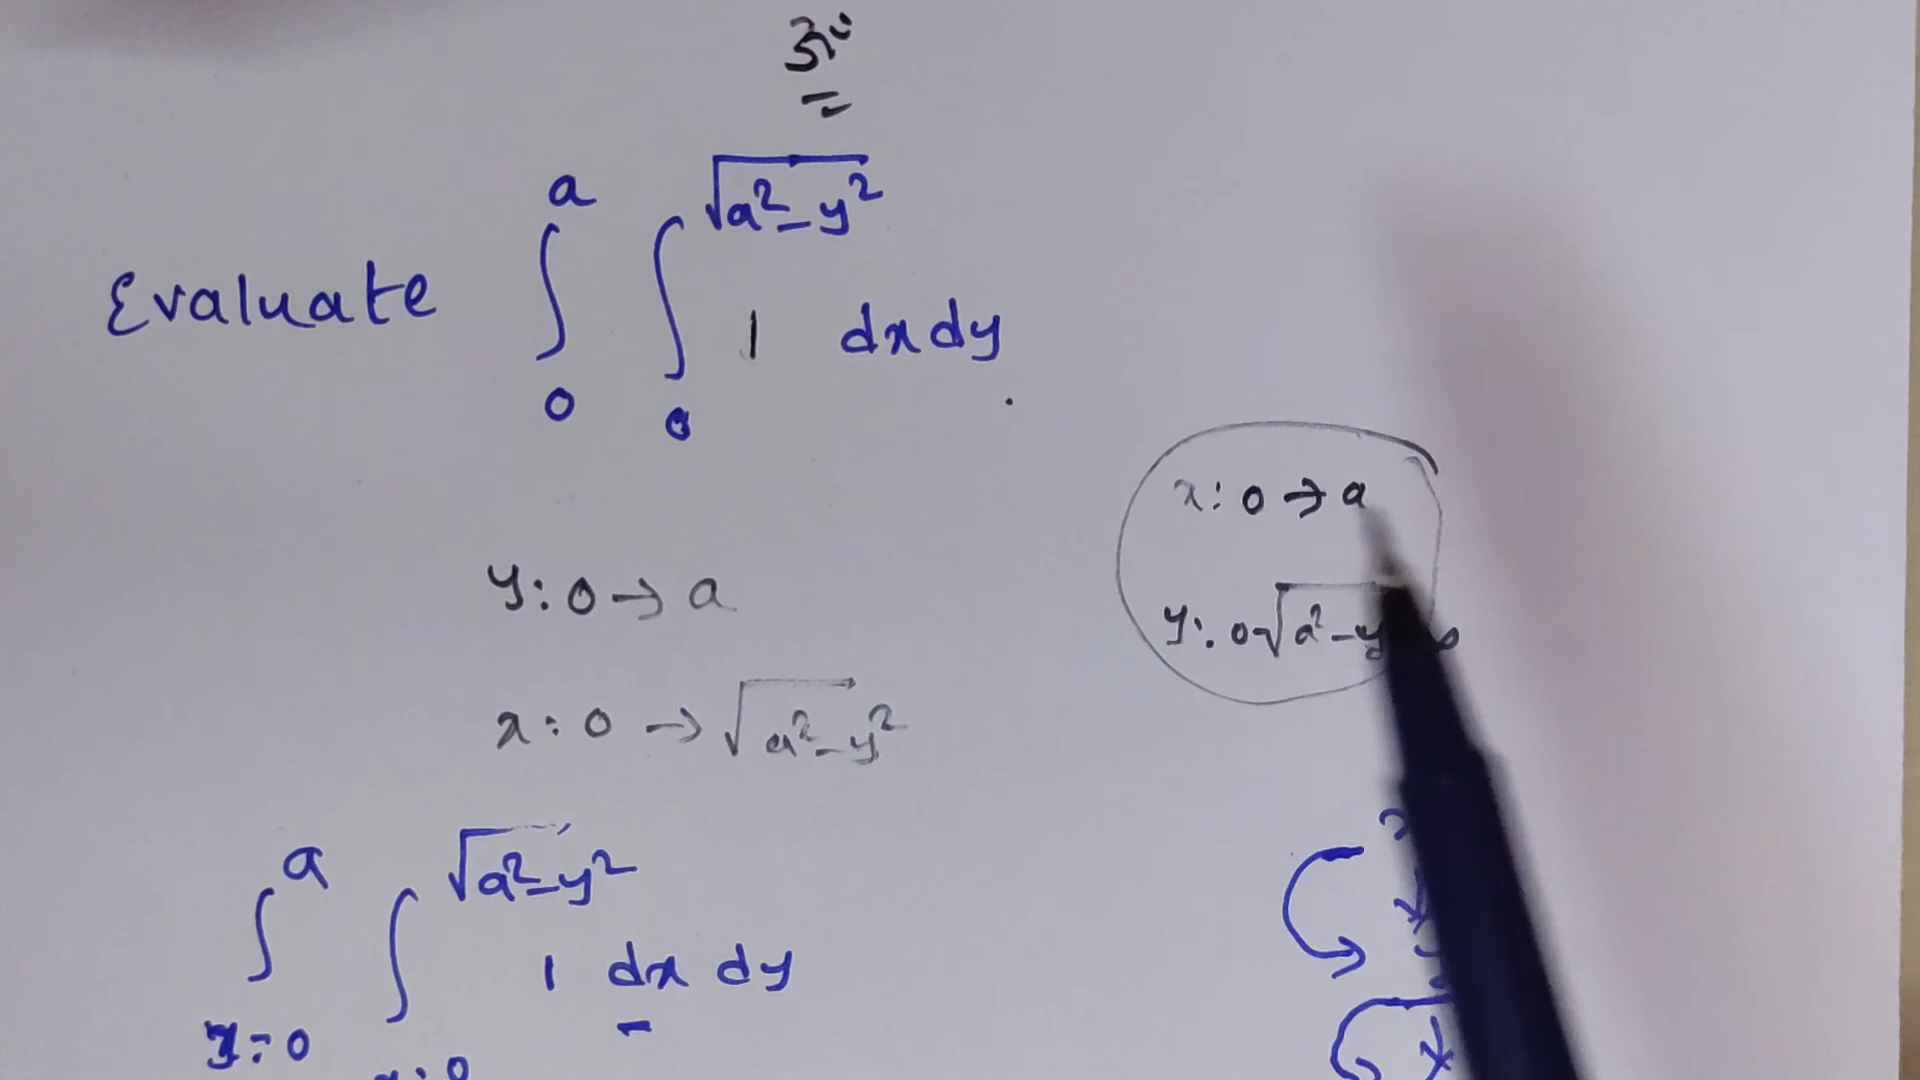 Evaluate ∫₀^a ∫₀^√(a²-y²) 1 dx dy.
x: 0 → a
y: 0 → a
y: 0 √a²-y
x: 0 → √(a²-y²)
∫_{y=0}^a ∫^√(a²-y²) 1 dx dy